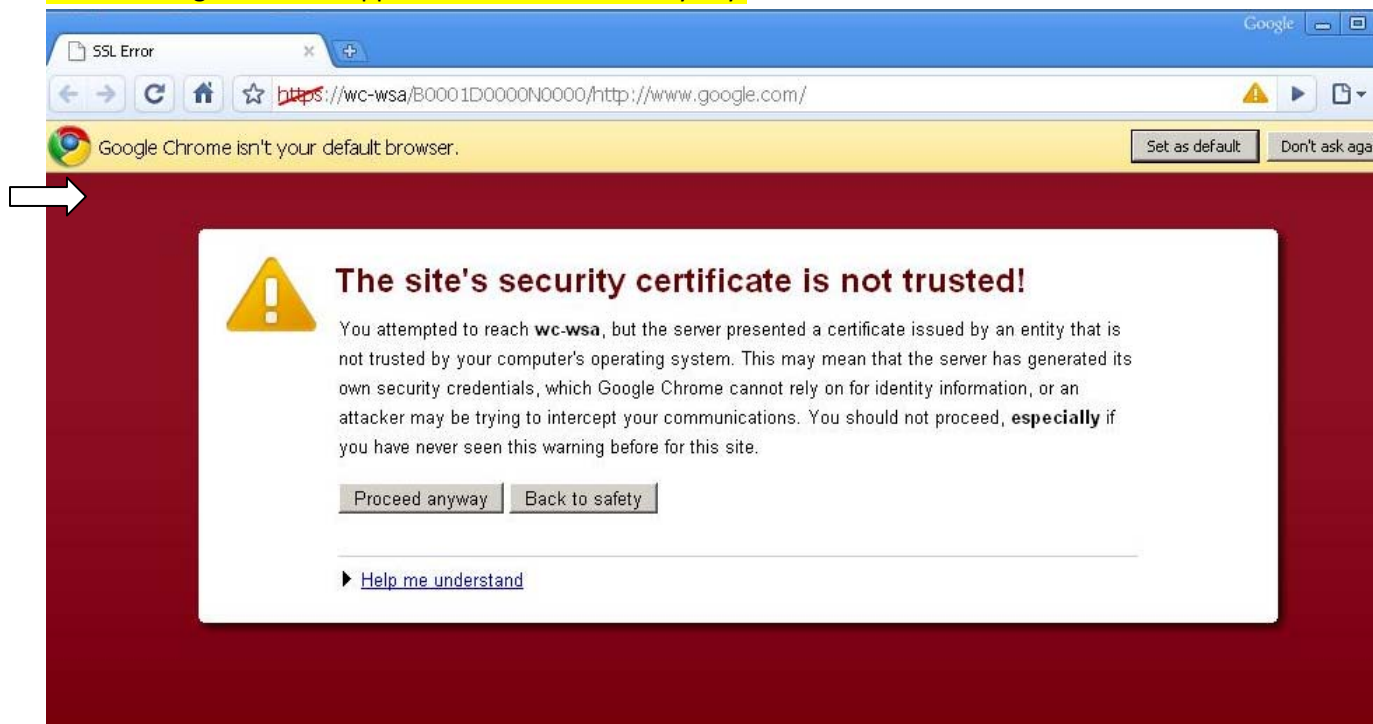 Google
SSL Error
https://wc-wsa/B0001D0000N0000/http://www.google.com/
Google Chrome isn't your default browser.
Set as default
Don't ask aga
The site's security certificate is not trusted!
You attempted to reach wc-wsa, but the server presented a certificate issued by an entity that is
not trusted by your computer's operating system. This may mean that the server has generated its
own security credentials, which Google Chrome cannot rely on for identity information, or an
attacker may be trying to intercept your communications. You should not proceed, especially if
you have never seen this warning before for this site.
Proceed anyway
Back to safety
Help me understand